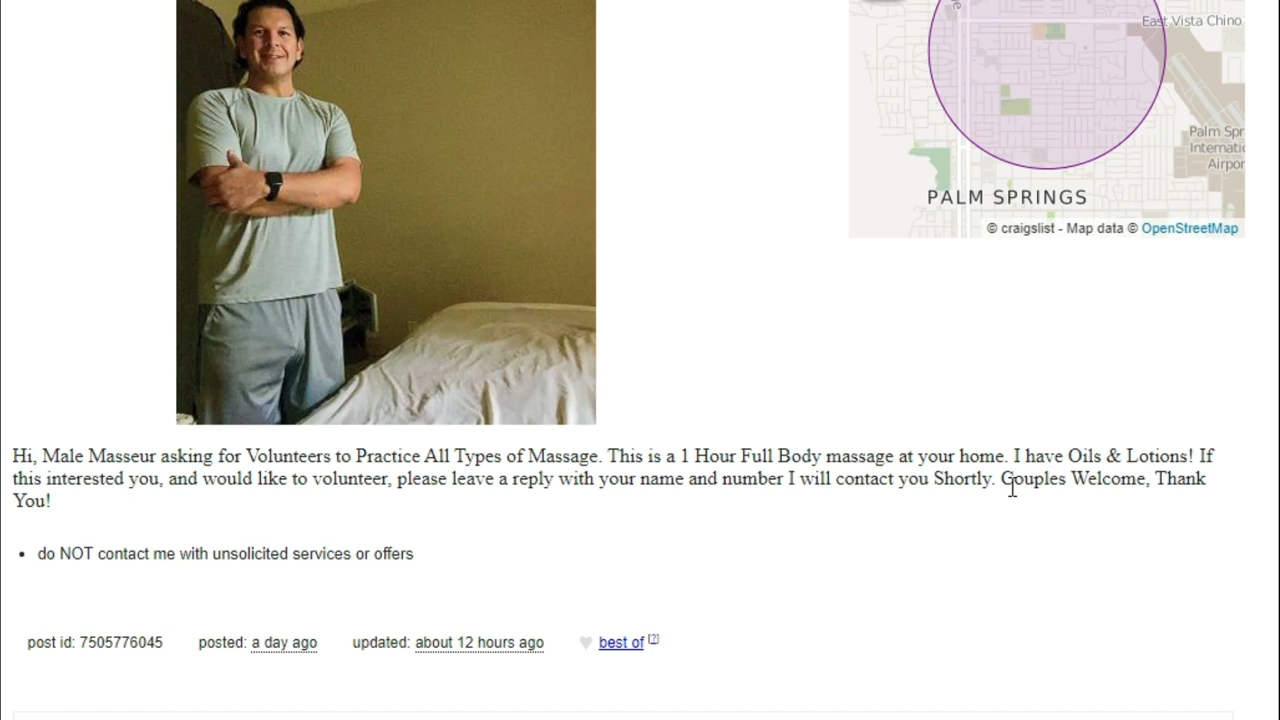 East Vista Chino
Palm Spr
Internatic
Airpor
PALM SPRINGS
© craigslist - Map data © OpenStreetMap
Hi, Male Masseur asking for Volunteers to Practice All Types of Massage. This is a 1 Hour Full Body massage at your home. I have Oils & Lotions! If
this interested you, and would like to volunteer, please leave a reply with your name and number I will contact you Shortly. Couples Welcome, Thank
You!
do NOT contact me with unsolicited services or offers
post id: 7505776045 posted: a day ago updated: about 12 hours ago ♥ best of [?]